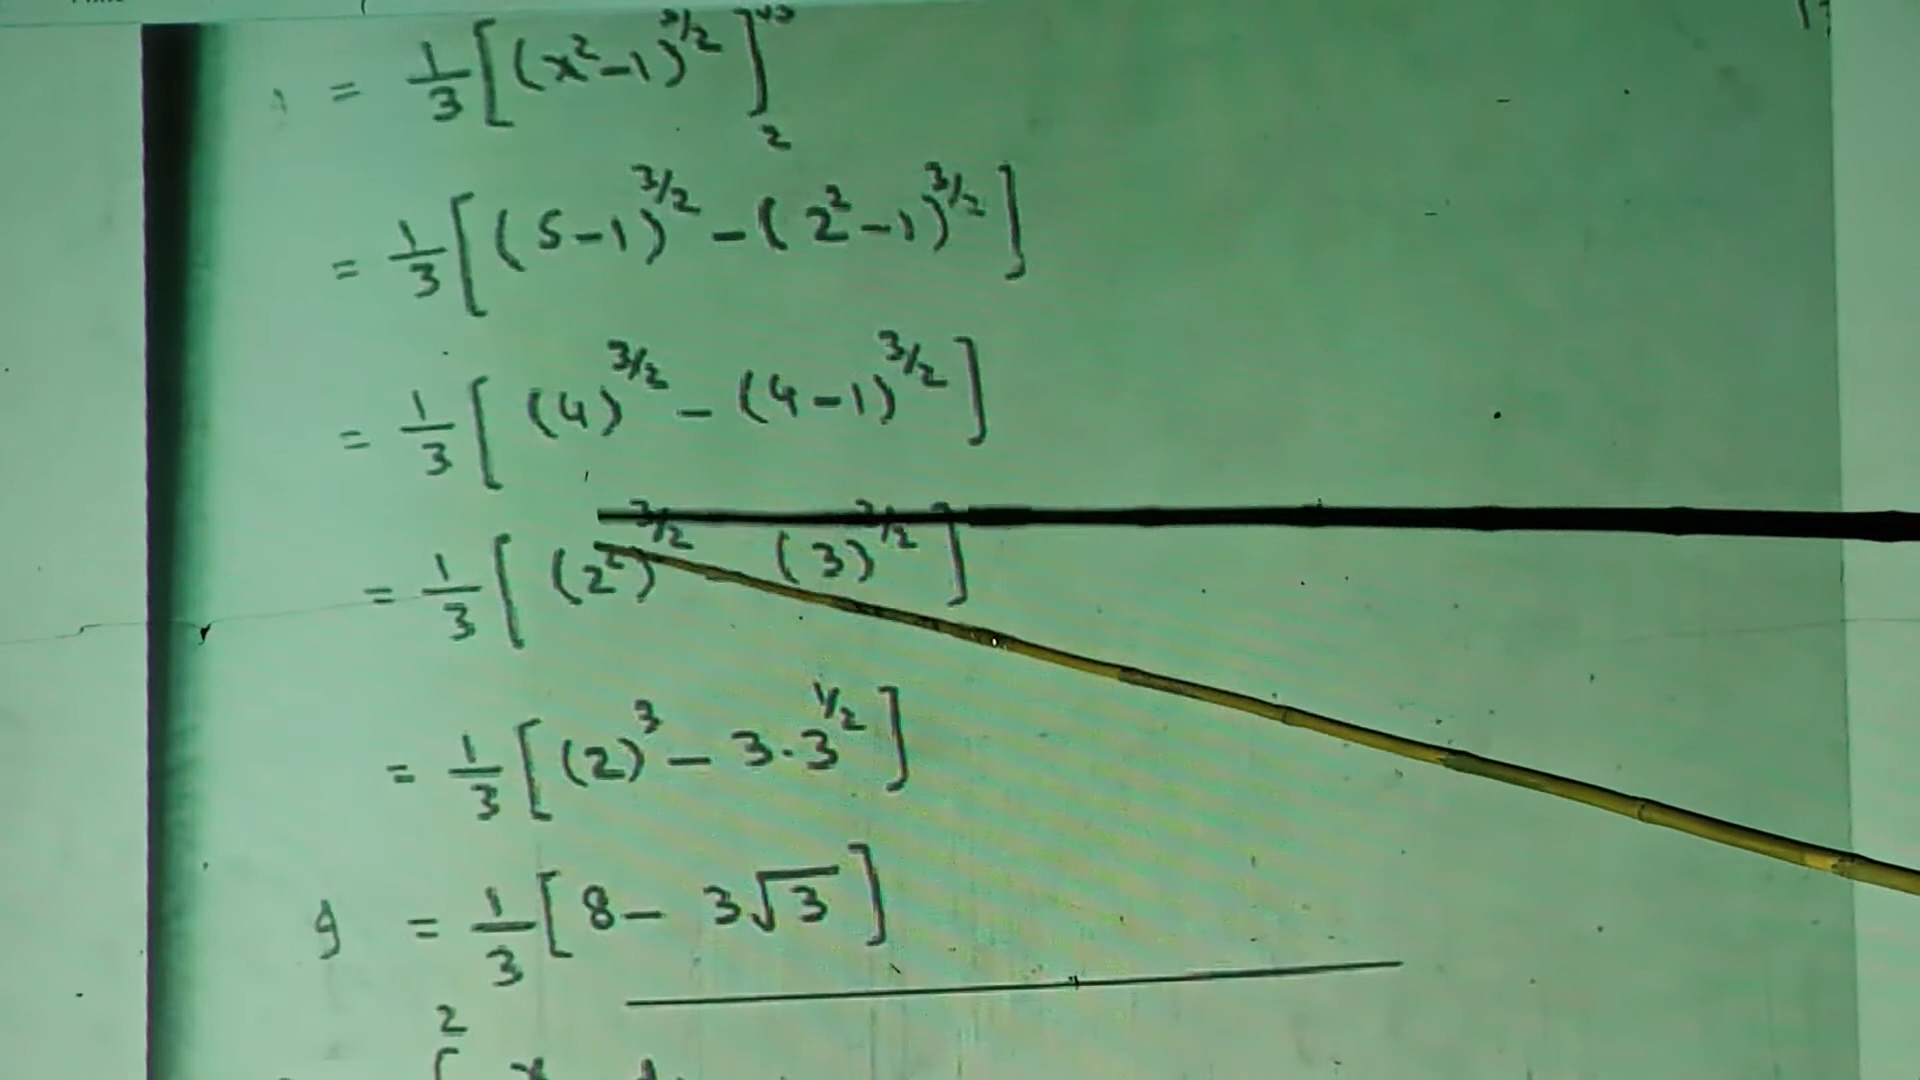 = 1/3 [(x²-1)^3/2]_2
= 1/3 [(5-1)^3/2 - (2²-1)^3/2]
= 1/3 [(4)^3/2 - (4-1)^3/2]
= 1/3 [(2²)^3/2 (3)^3/2]
= 1/3 [(2)³ - 3·3^1/2]
g = 1/3 [8 - 3√3]
2